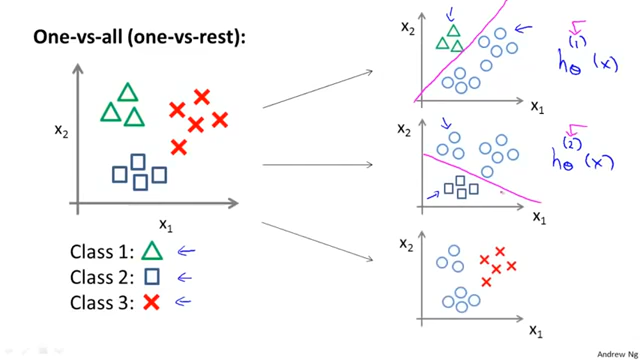 One-vs-all (one-vs-rest):
x2
x1
Class 1:
Class 2:
Class 3:
x2
x1
hθ(1)(x)
x2
x1
hθ(2)(x)
x2
x1
Andrew Ng